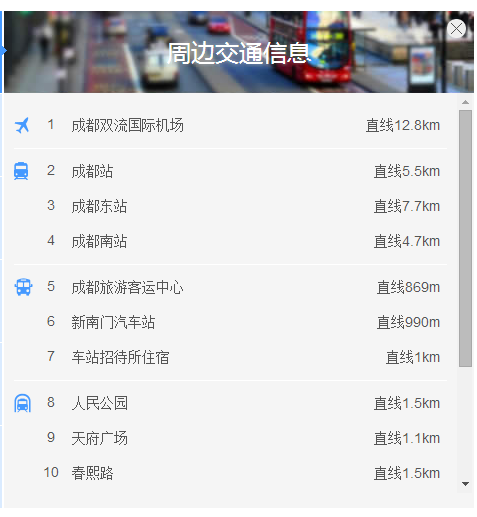 周边交通信息
1 成都双流国际机场 直线12.8km
2 成都站 直线5.5km
3 成都东站 直线7.7km
4 成都南站 直线4.7km
5 成都旅游客运中心 直线869m
6 新南门汽车站 直线990m
7 车站招待所住宿 直线1km
8 人民公园 直线1.5km
9 天府广场 直线1.1km
10 春熙路 直线1.5km